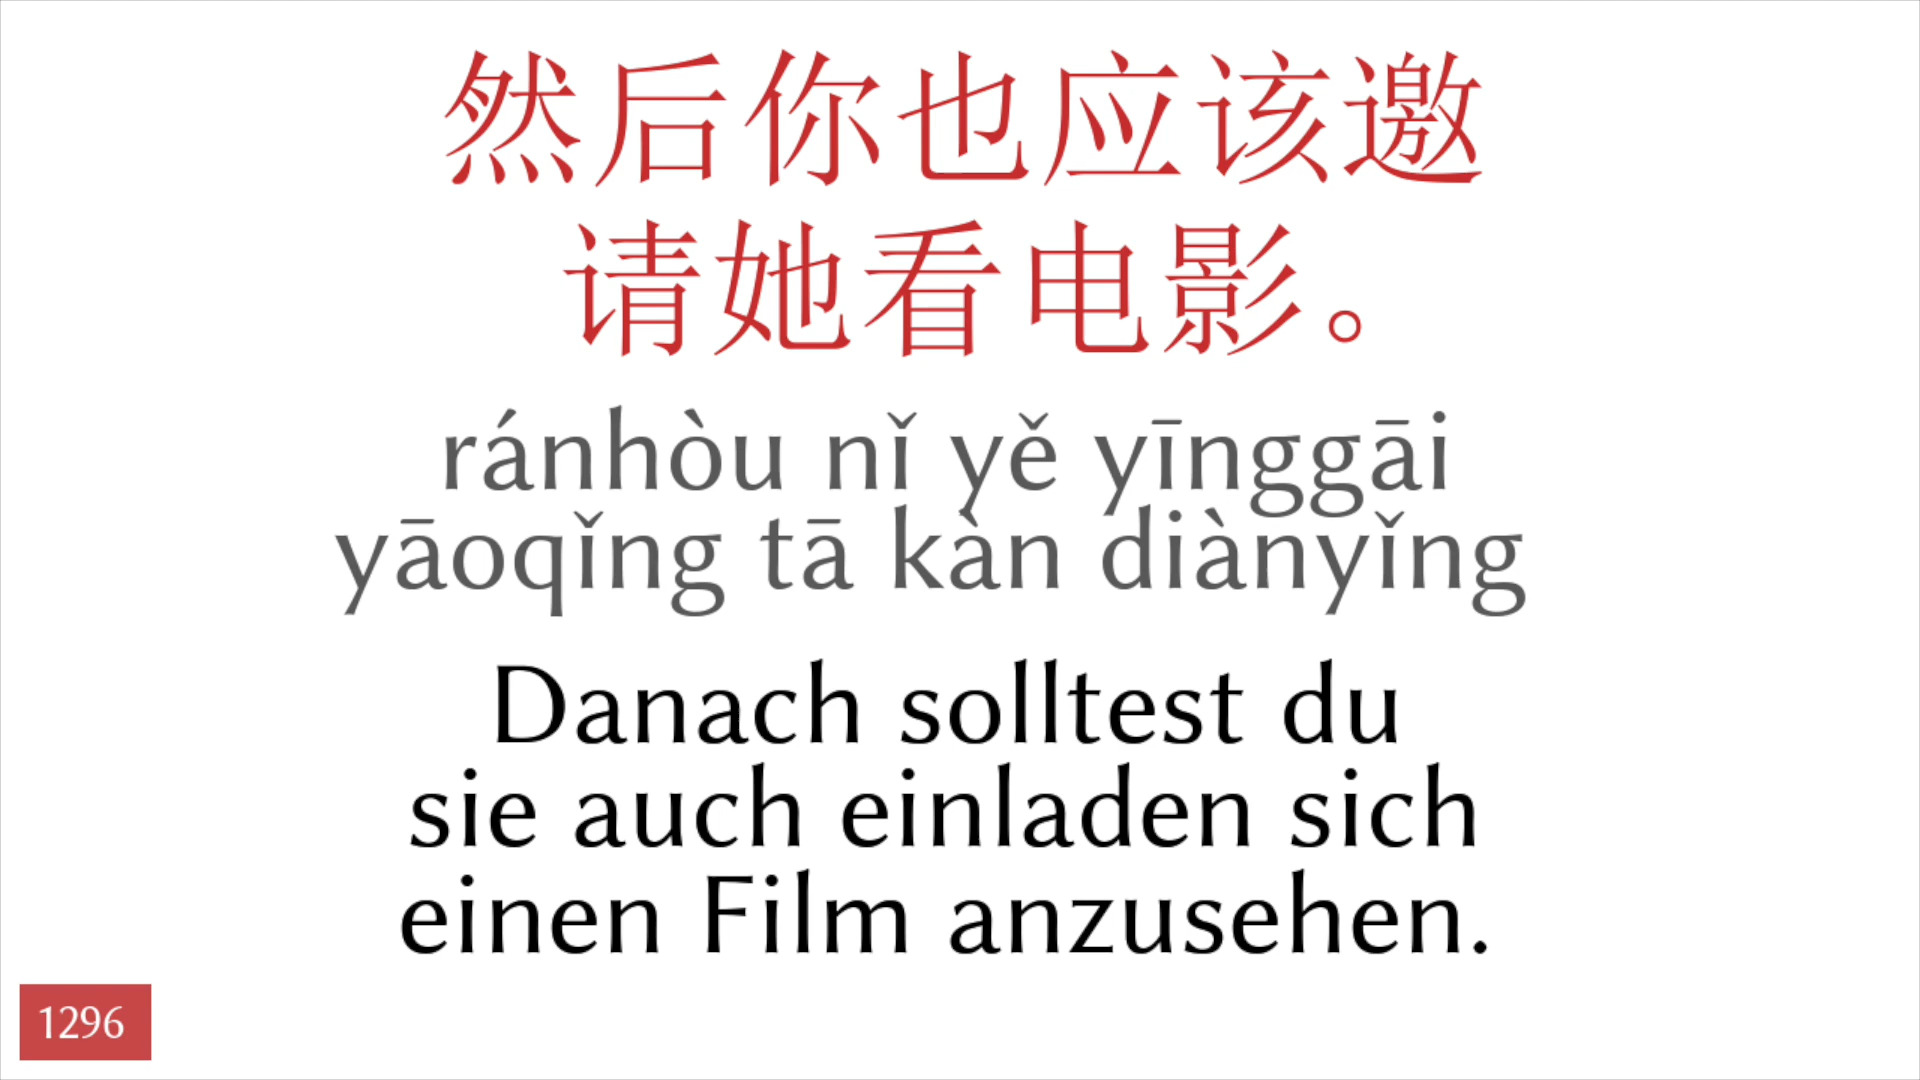 然后你也应该邀
请她看电影。
ránhòu nǐ yě yīnggāi
yāoqǐng tā kàn diànyǐng
Danach solltest du
sie auch einladen sich
einen Film anzusehen.
1296